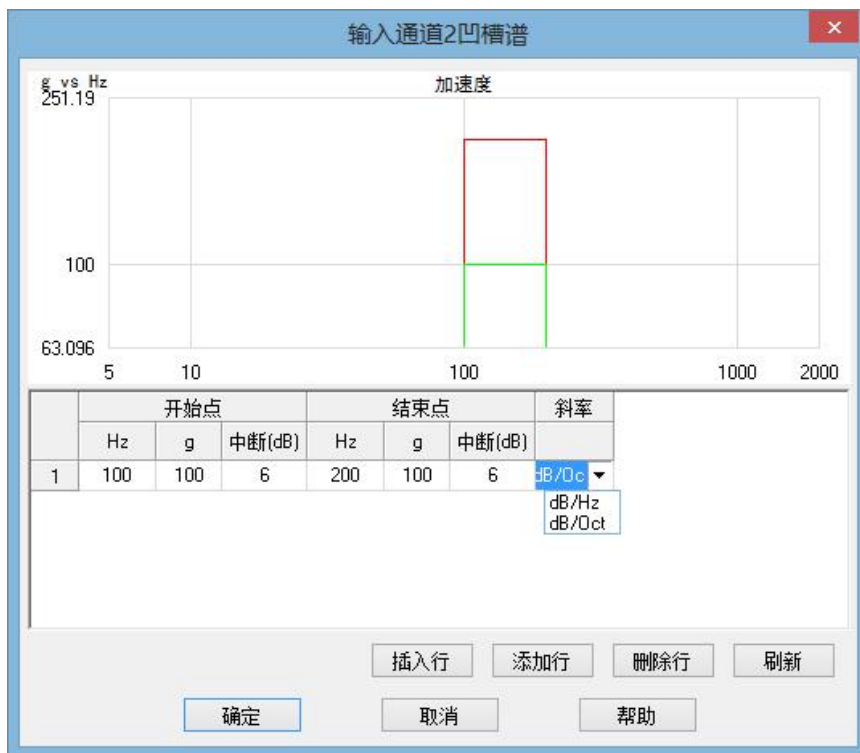 输入通道2凹槽谱
g vs Hz
加速度
251.19
100
63.096
5 10 100 1000 2000
开始点 结束点 斜率
Hz g 中断(dB) Hz g 中断(dB)
1 100 100 6 200 100 6 dB/Oc
dB/Hz
dB/Oct
插入行 添加行 删除行 刷新
确定 取消 帮助